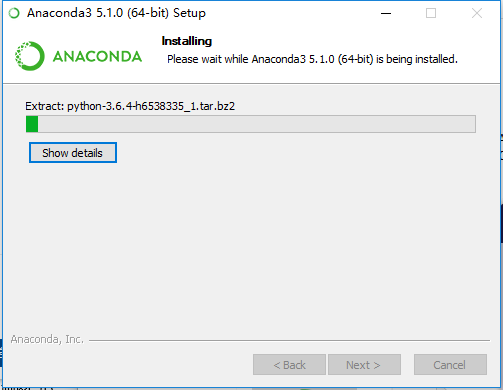 Anaconda3 5.1.0 (64-bit) Setup
ANACONDA
Installing
Please wait while Anaconda3 5.1.0 (64-bit) is being installed.
Extract: python-3.6.4-h6538335_1.tar.bz2
Show details
Anaconda, Inc.
< Back
Next >
Cancel